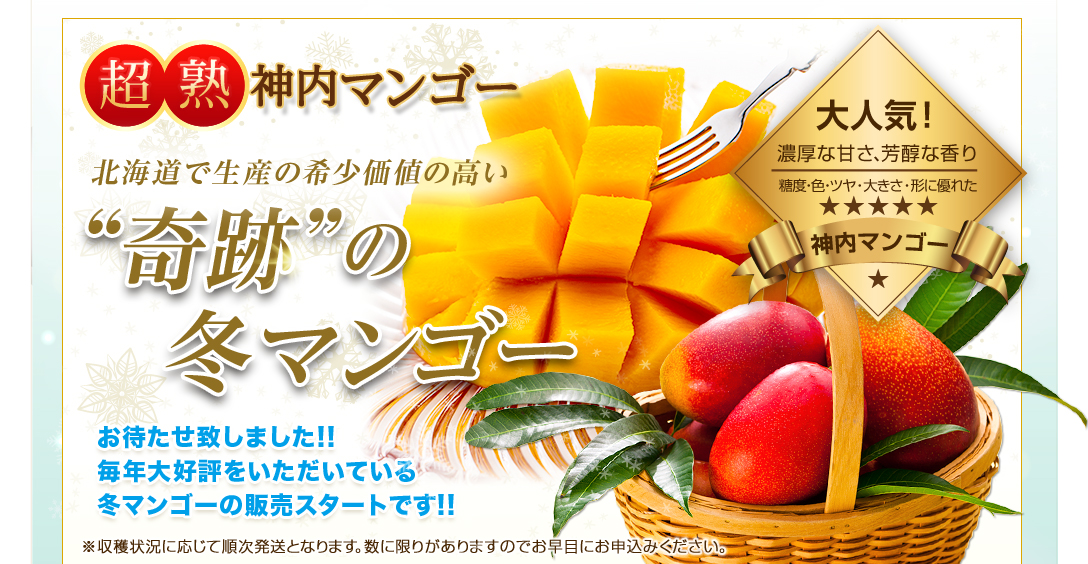 超熟神内マンゴー
北海道で生産の希少価値の高い
“奇跡”の
冬マンゴー
お待たせ致しました!!
毎年大好評をいただいている
冬マンゴーの販売スタートです!!
※収穫状況に応じて順次発送となります。数に限りがありますのでお早目にお申込みください。
大人気!
濃厚な甘さ、芳醇な香り
糖度・色・ツヤ・大きさ・形に優れた
★★★★★
神内マンゴー
★